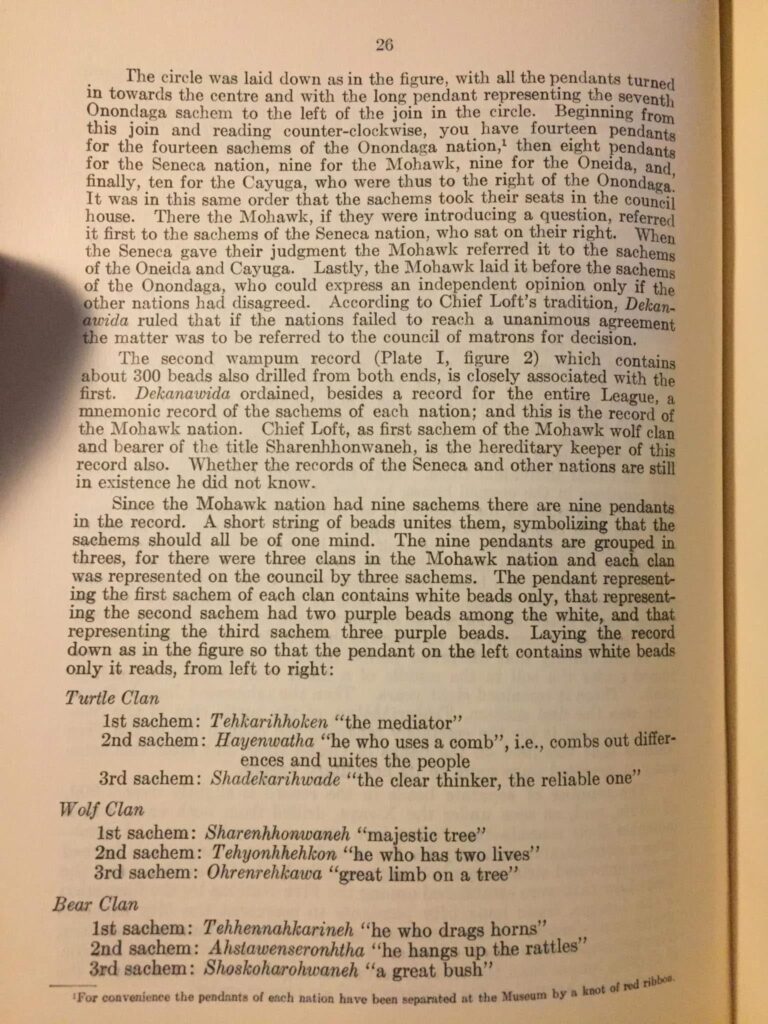 26
The circle was laid down as in the figure, with all the pendants turned
in towards the centre and with the long pendant representing the seventh
Onondaga sachem to the left of the join in the circle. Beginning from
this join and reading counter-clockwise, you have fourteen pendants
for the fourteen sachems of the Onondaga nation,¹ then eight pendants
for the Seneca nation, nine for the Mohawk, nine for the Oneida, and,
finally, ten for the Cayuga, who were thus to the right of the Onondaga.
It was in this same order that the sachems took their seats in the council
house. There the Mohawk, if they were introducing a question, referred
it first to the sachems of the Seneca nation, who sat on their right. When
the Seneca gave their judgment the Mohawk referred it to the sachems
of the Oneida and Cayuga. Lastly, the Mohawk laid it before the sachems
of the Onondaga, who could express an independent opinion only if the
other nations had disagreed. According to Chief Loft's tradition, Dekan-
awida ruled that if the nations failed to reach a unanimous agreement
the matter was to be referred to the council of matrons for decision.
The second wampum record (Plate I, figure 2) which contains
about 300 beads also drilled from both ends, is closely associated with the
first. Dekanawida ordained, besides a record for the entire League, a
mnemonic record of the sachems of each nation; and this is the record of
the Mohawk nation. Chief Loft, as first sachem of the Mohawk wolf clan
and bearer of the title Sharenhhonwaneh, is the hereditary keeper of this
record also. Whether the records of the Seneca and other nations are still
in existence he did not know.
Since the Mohawk nation had nine sachems there are nine pendants
in the record. A short string of beads unites them, symbolizing that the
sachems should all be of one mind. The nine pendants are grouped in
threes, for there were three clans in the Mohawk nation and each clan
was represented on the council by three sachems. The pendant represent-
ing the first sachem of each clan contains white beads only, that represent-
ing the second sachem had two purple beads among the white, and that
representing the third sachem three purple beads. Laying the record
down as in the figure so that the pendant on the left contains white beads
only it reads, from left to right:
Turtle Clan
1st sachem: Tehkarihhoken "the mediator"
2nd sachem: Hayenwatha "he who uses a comb", i.e., combs out differ-
ences and unites the people
3rd sachem: Shadekarihwade "the clear thinker, the reliable one"
Wolf Clan
1st sachem: Sharenhhonwaneh "majestic tree"
2nd sachem: Tehyonhhehkon "he who has two lives"
3rd sachem: Ohrenrehkawa "great limb on a tree"
Bear Clan
1st sachem: Tehhennahkarineh "he who drags horns"
2nd sachem: Ahstawenseronhtha "he hangs up the rattles"
3rd sachem: Shoskoharohwaneh "a great bush"
¹For convenience the pendants of each nation have been separated at the Museum by a knot of red ribbon.